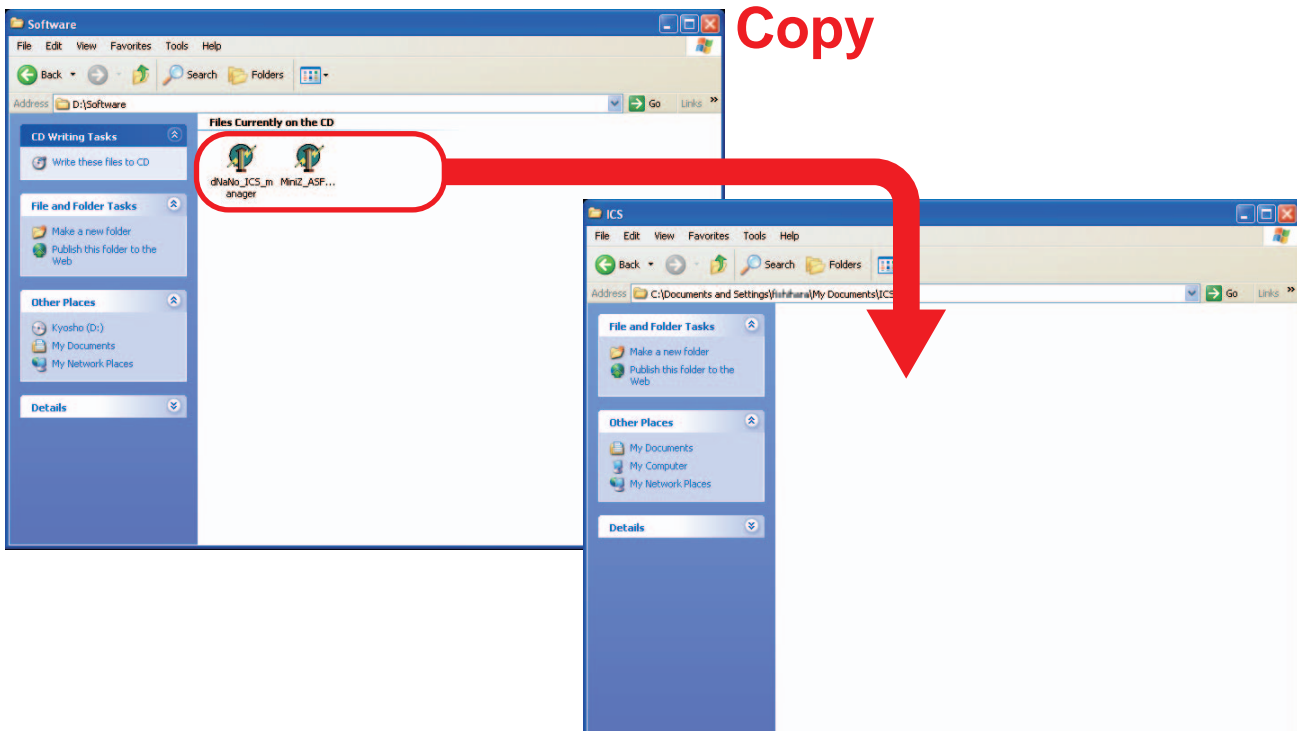 Copy
Software
File Edit View Favorites Tools Help
Back Search Folders
Address D:\Software Go Links »
CD Writing Tasks
Write these files to CD
File and Folder Tasks
Make a new folder
Publish this folder to the
Web
Other Places
Kyosho (D:)
My Documents
My Network Places
Details
Files Currently on the CD
dNaNo_ICS_m
anager
MiniZ_ASF...
ICS
File Edit View Favorites Tools Help
Back Search Folders
Address C:\Documents and Settings\ \My Documents\ICS Go Links »
File and Folder Tasks
Make a new folder
Publish this folder to the
Web
Other Places
My Documents
My Computer
My Network Places
Details